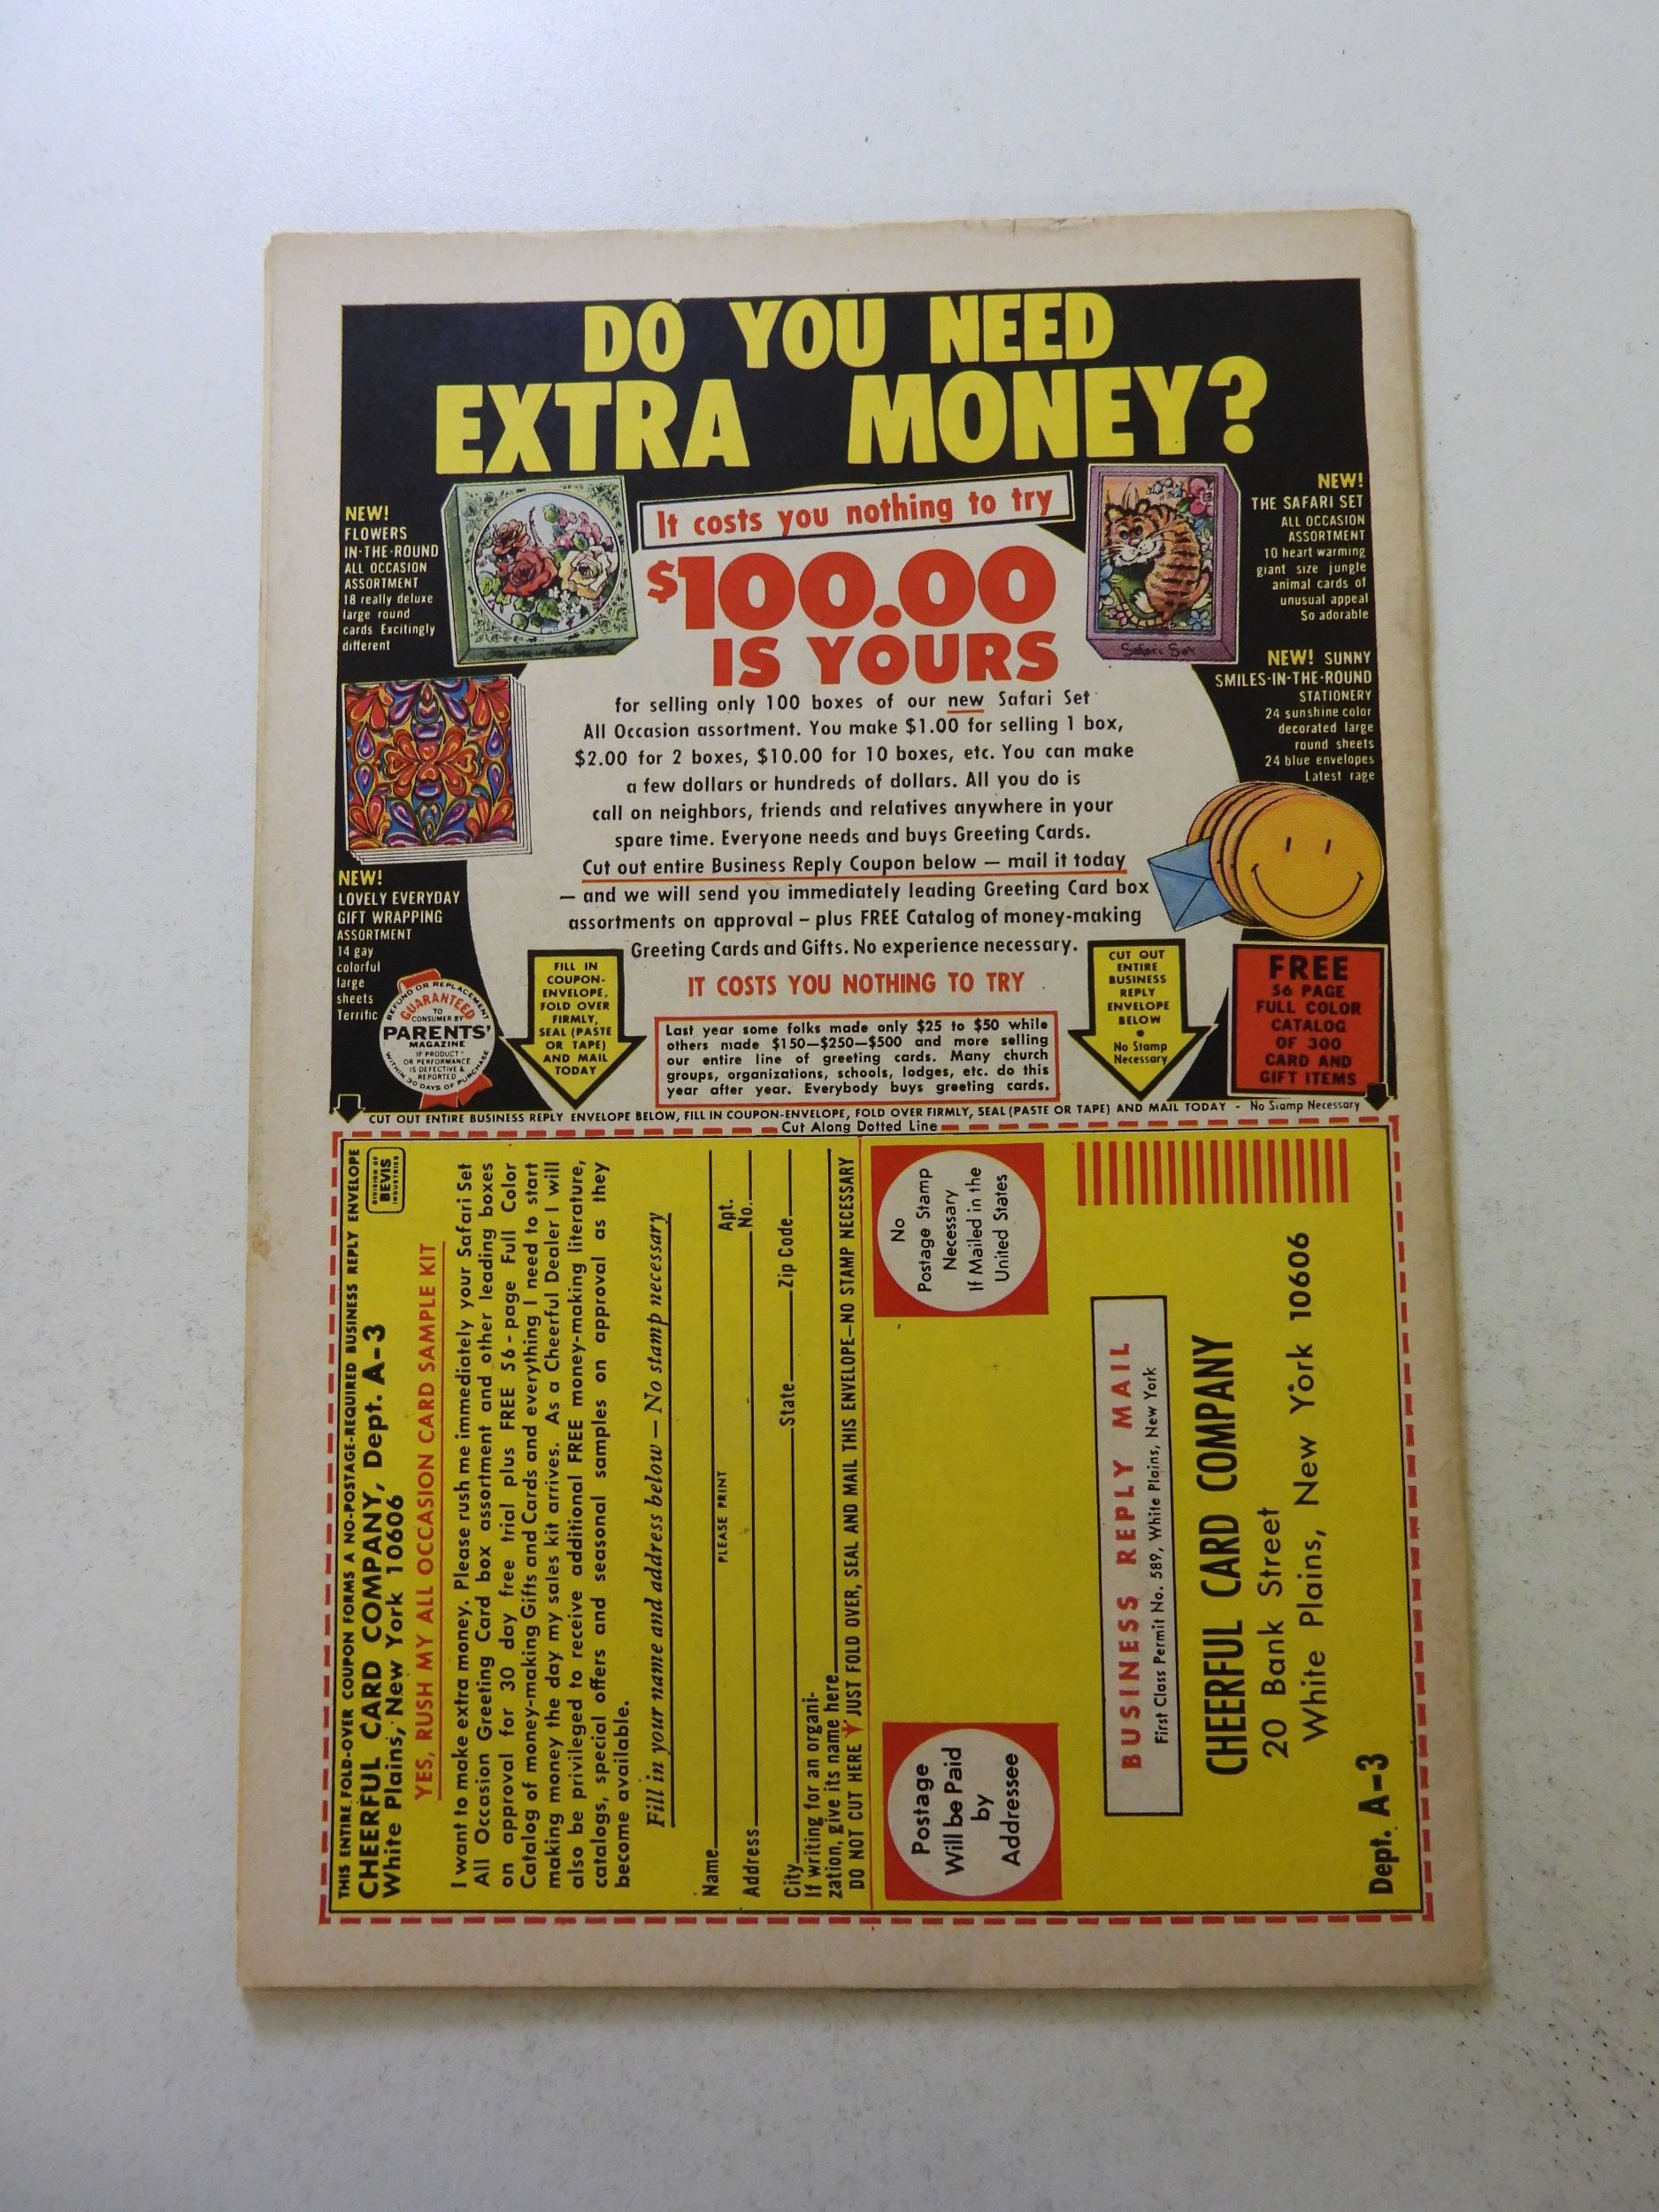 DO YOU NEED
EXTRA MONEY?
It costs you nothing to try
$100.00
IS YOURS
NEW!
FLOWERS
IN-THE-ROUND
ALL OCCASION
ASSORTMENT
18 really deluxe
large round
cards Excitingly
different
NEW!
THE SAFARI SET
ALL OCCASION
ASSORTMENT
10 heart warming
giant size jungle
animal cards of
unusual appeal
So adorable
Safari Set
NEW! SUNNY
SMILES-IN-THE-ROUND
STATIONERY
24 sunshine color
decorated large
round sheets
24 blue envelopes
Latest rage
for selling only 100 boxes of our new Safari Set
All Occasion assortment. You make $1.00 for selling 1 box,
$2.00 for 2 boxes, $10.00 for 10 boxes, etc. You can make
a few dollars or hundreds of dollars. All you do is
call on neighbors, friends and relatives anywhere in your
spare time. Everyone needs and buys Greeting Cards.
Cut out entire Business Reply Coupon below — mail it today
— and we will send you immediately leading Greeting Card box
assortments on approval – plus FREE Catalog of money-making
Greeting Cards and Gifts. No experience necessary.
IT COSTS YOU NOTHING TO TRY
NEW!
LOVELY EVERYDAY
GIFT WRAPPING
ASSORTMENT
14 gay
colorful
large
sheets
Terrific
REFUND OR REPLACEMENT
GUARANTEED
TO
CONSUMER BY
PARENTS'
MAGAZINE
IF PRODUCT
OR PERFORMANCE
IS DEFECTIVE &
REPORTED
WITHIN 30 DAYS OF PURCHASE
FILL IN
COUPON-
ENVELOPE,
FOLD OVER
FIRMLY,
SEAL (PASTE
OR TAPE)
AND MAIL
TODAY
Last year some folks made only $25 to $50 while
others made $150—$250—$500 and more selling
our entire line of greeting cards. Many church
groups, organizations, schools, lodges, etc. do this
year after year. Everybody buys greeting cards.
CUT OUT
ENTIRE
BUSINESS
REPLY
ENVELOPE
BELOW
•
No Stamp
Necessary
FREE
56 PAGE
FULL COLOR
CATALOG
OF 300
CARD AND
GIFT ITEMS
CUT OUT ENTIRE BUSINESS REPLY ENVELOPE BELOW, FILL IN COUPON-ENVELOPE, FOLD OVER FIRMLY, SEAL (PASTE OR TAPE) AND MAIL TODAY - No Stamp Necessary
Cut Along Dotted Line
THIS ENTIRE FOLD-OVER COUPON FORMS A NO-POSTAGE-REQUIRED BUSINESS REPLY ENVELOPE
CHEERFUL CARD COMPANY, Dept. A-3
White Plains, New York 10606
DIVISION OF
BEVIS
INDUSTRIES
YES, RUSH MY ALL OCCASION CARD SAMPLE KIT
I want to make extra money. Please rush me immediately your Safari Set
All Occasion Greeting Card box assortment and other leading boxes
on approval for 30 day free trial plus FREE 56-page Full Color
Catalog of money-making Gifts and Cards and everything I need to start
making money the day my sales kit arrives. As a Cheerful Dealer I will
also be privileged to receive additional FREE money-making literature,
catalogs, special offers and seasonal samples on approval as they
become available.
Fill in your name and address below — No stamp necessary
Name
PLEASE PRINT
Address Apt. No.
City State Zip Code
If writing for an organi-
zation, give its name here
DO NOT CUT HERE JUST FOLD OVER, SEAL AND MAIL THIS ENVELOPE—NO STAMP NECESSARY
Postage
Will be Paid
by
Addressee
No
Postage Stamp
Necessary
If Mailed in the
United States
BUSINESS REPLY MAIL
First Class Permit No. 589, White Plains, New York
CHEERFUL CARD COMPANY
20 Bank Street
White Plains, New York 10606
Dept. A-3